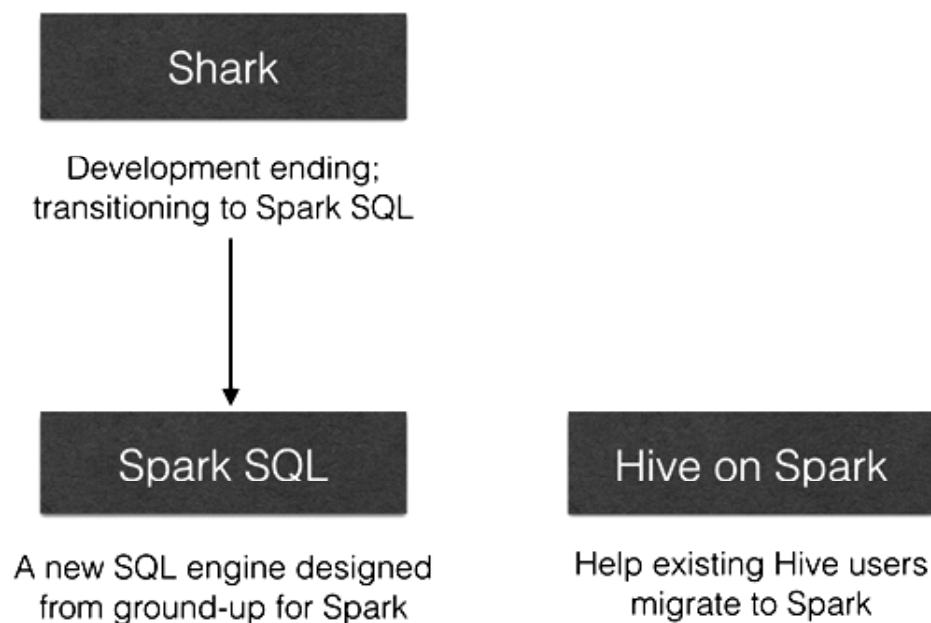 Shark
Development ending;
transitioning to Spark SQL
Spark SQL
A new SQL engine designed
from ground-up for Spark
Hive on Spark
Help existing Hive users
migrate to Spark